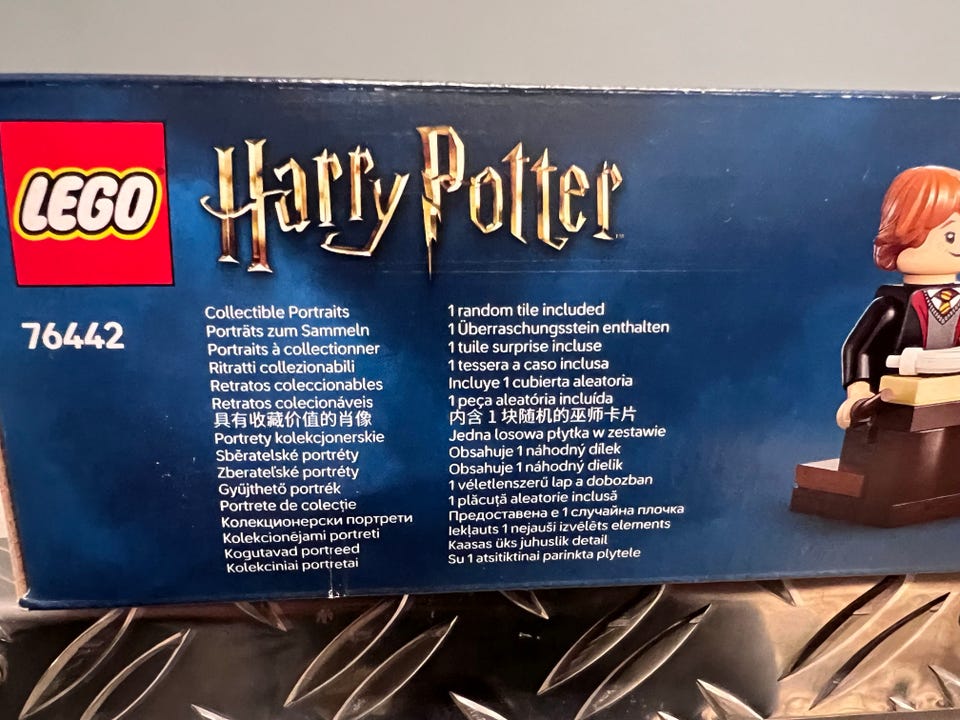 LEGO
Harry Potter
76442
Collectible Portraits
Porträts zum Sammeln
Portraits à collectionner
Ritratti collezionabili
Retratos coleccionables
Retratos colecionáveis
具有收藏价值的肖像
Portrety kolekcjonerskie
Sběratelské portréty
Zberateľské portréty
Gyűjthető portrék
Portrete de colecție
Колекционерски портрети
Kolekcionējami portreti
Kogutavad portreed
Kolekciniai portretai
1 random tile included
1 Überraschungsstein enthalten
1 tuile surprise incluse
1 tessera a caso inclusa
Incluye 1 cubierta aleatoria
1 peça aleatória incluída
内含 1 块随机的巫师卡片
Jedna losowa płytka w zestawie
Obsahuje 1 náhodný dílek
Obsahuje 1 náhodný dielik
1 véletlenszerű lap a dobozban
1 plăcuță aleatorie inclusă
Предоставена е 1 случайна плочка
Iekļauts 1 nejauši izvēlēts elements
Kaasas üks juhuslik detail
Su 1 atsitiktinai parinkta plytele